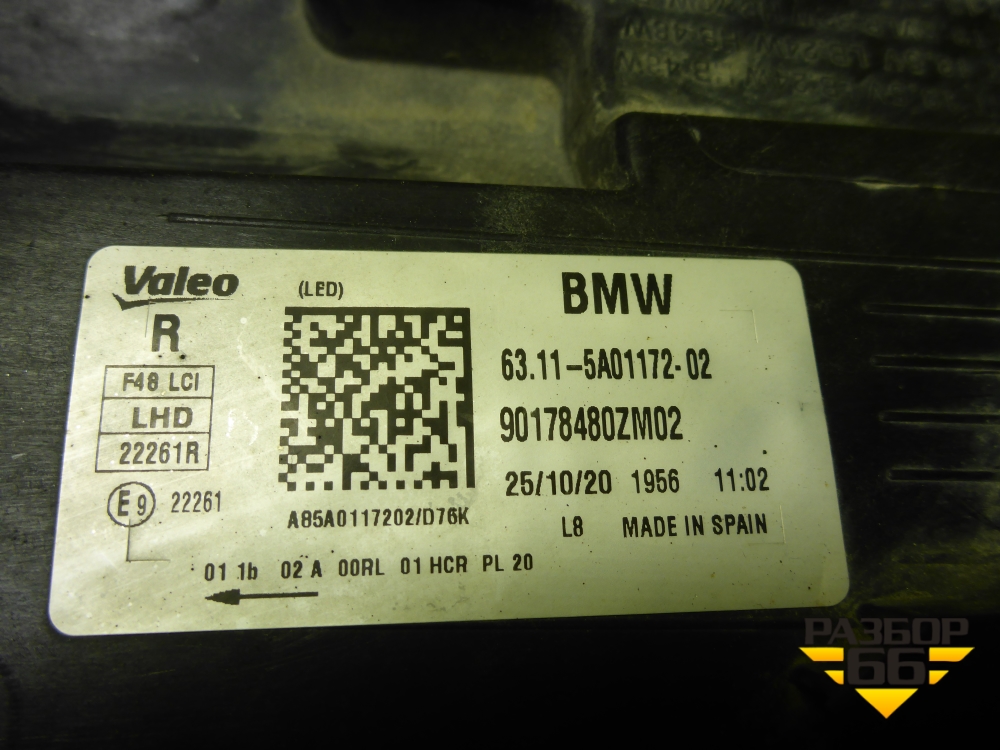 Valeo
(LED)
BMW
R
63.11-5A01172-02
F48 LCI
LHD
90178480ZM02
22261R
25/10/20 1956 11:02
E9 22261
A85A0117202/D76K
L8 MADE IN SPAIN
01 1b 02 A 00RL 01 HCR PL 20
РАЗБОР
66